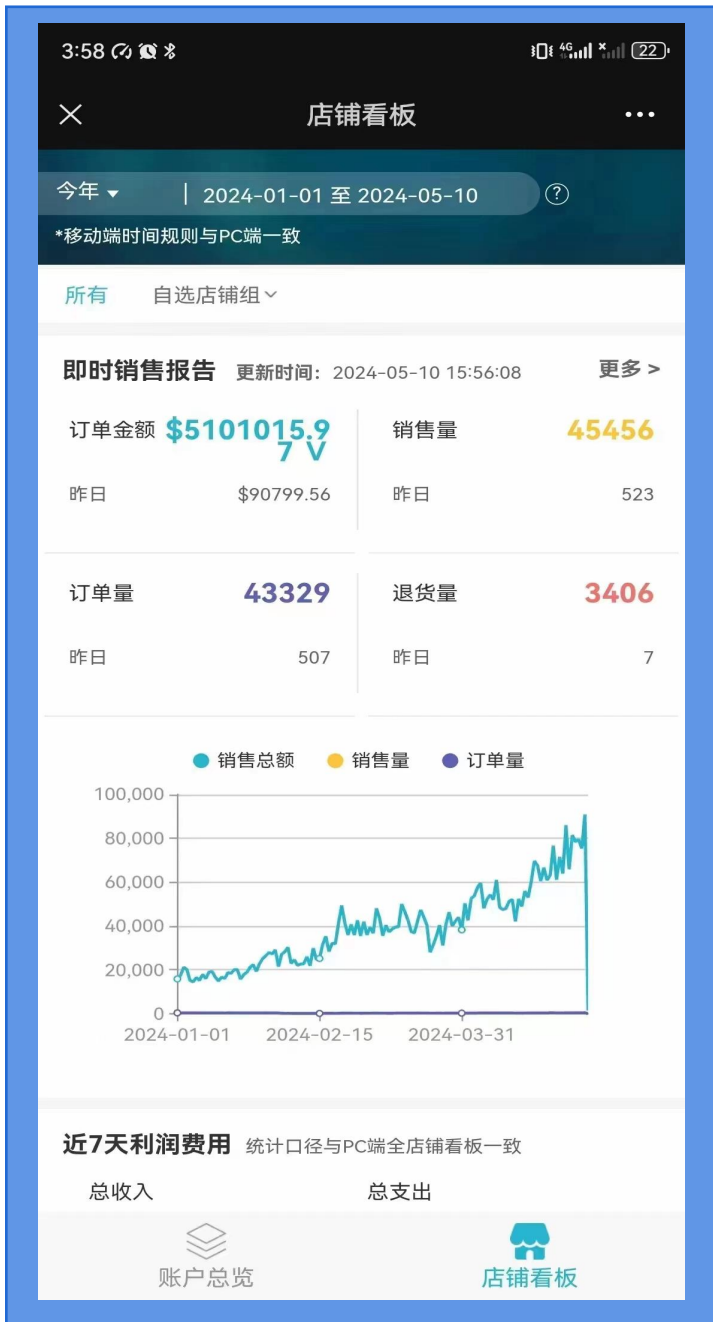 3:58
4G
22
店铺看板
今年
2024-01-01 至 2024-05-10
?
*移动端时间规则与PC端一致
所有 自选店铺组
即时销售报告 更新时间: 2024-05-10 15:56:08 更多 >
订单金额 $5101015.9
7 V
销售量 45456
昨日 $90799.56
昨日 523
订单量 43329
退货量 3406
昨日 507
昨日 7
销售总额 销售量 订单量
100,000
80,000
60,000
40,000
20,000
0
2024-01-01 2024-02-15 2024-03-31
近7天利润费用 统计口径与PC端全店铺看板一致
总收入 总支出
账户总览 店铺看板